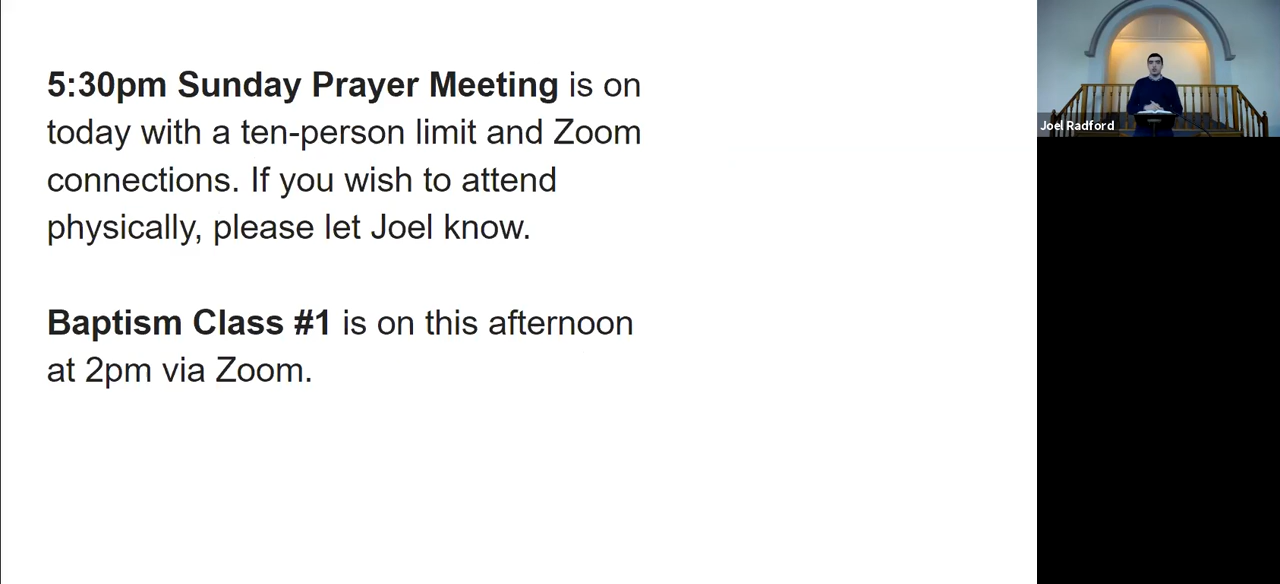 5:30pm Sunday Prayer Meeting is on
today with a ten-person limit and Zoom
connections. If you wish to attend
physically, please let Joel know.
Baptism Class #1 is on this afternoon
at 2pm via Zoom.
Joel Radford